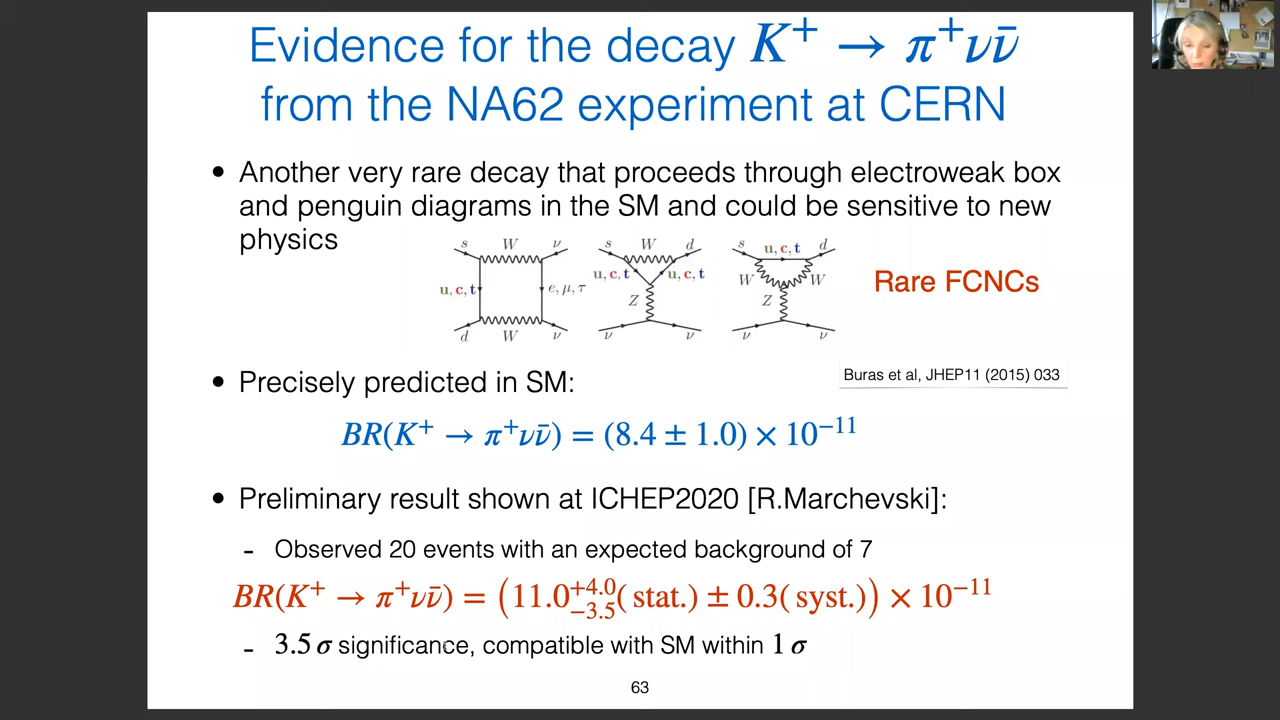 Evidence for the decay K⁺ → π⁺νν̄
from the NA62 experiment at CERN
• Another very rare decay that proceeds through electroweak box
and penguin diagrams in the SM and could be sensitive to new
physics
s W ν
u, c, t e, μ, τ
d W ν
s W d
u, c, t u, c, t
Z
ν ν
s u, c, t d
W W
Z
ν ν
Rare FCNCs
• Precisely predicted in SM:
Buras et al, JHEP11 (2015) 033
BR(K⁺ → π⁺νν̄) = (8.4 ± 1.0) × 10⁻¹¹
• Preliminary result shown at ICHEP2020 [R.Marchevski]:
- Observed 20 events with an expected background of 7
BR(K⁺ → π⁺νν̄) = (11.0 +4.0 −3.5 (stat.) ± 0.3(syst.)) × 10⁻¹¹
- 3.5 σ significance, compatible with SM within 1 σ
63